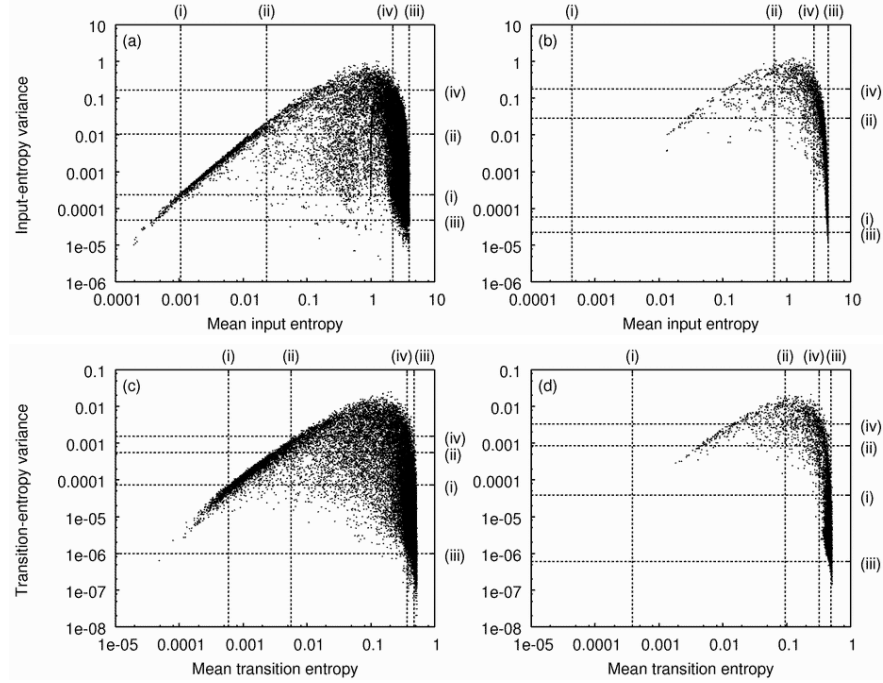 (i) (ii) (iv) (iii)
(a)
10
1
0.1
0.01
0.001
0.0001
1e-05
1e-06
Input-entropy variance
(iv)
(ii)
(i)
(iii)
0.0001 0.001 0.01 0.1 1 10
Mean input entropy
(i) (ii) (iv) (iii)
(b)
10
1
0.1
0.01
0.001
0.0001
1e-05
1e-06
(iv)
(ii)
(i)
(iii)
0.0001 0.001 0.01 0.1 1 10
Mean input entropy
(i) (ii) (iv) (iii)
(c)
0.1
0.01
0.001
0.0001
1e-05
1e-06
1e-07
1e-08
Transition-entropy variance
(iv)
(ii)
(i)
(iii)
1e-05 0.0001 0.001 0.01 0.1 1
Mean transition entropy
(i) (ii) (iv) (iii)
(d)
0.1
0.01
0.001
0.0001
1e-05
1e-06
1e-07
1e-08
(iv)
(ii)
(i)
(iii)
1e-05 0.0001 0.001 0.01 0.1 1
Mean transition entropy